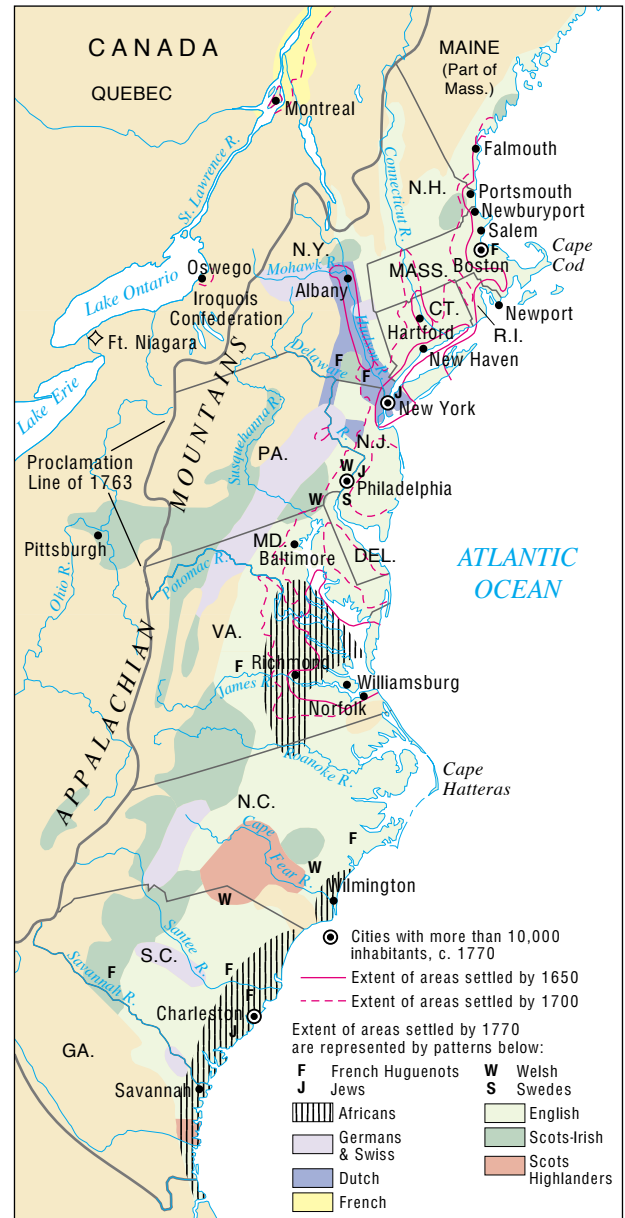 CANADA
QUEBEC
MAINE
(Part of
Mass.)
Montreal
St. Lawrence R.
Connecticut R.
Falmouth
N.H.
Portsmouth
Newburyport
Salem
F
Boston
Cape
Cod
N.Y.
Mohawk R.
MASS.
Oswego
Albany
Lake Ontario
Iroquois
Confederation
CT.
Hartford
Newport
R.I.
Ft. Niagara
Hudson R.
New Haven
Delaware
R.
F
F
Lake Erie
J
New York
Susquehanna R.
N.J.
PA.
W
J
Philadelphia
W
S
Proclamation
Line of 1763
APPALACHIAN MOUNTAINS
Pittsburgh
Ohio R.
MD.
Baltimore
DEL.
ATLANTIC
OCEAN
Potomac R.
VA.
F
Richmond
James R.
Williamsburg
Norfolk
Roanoke R.
Cape
Hatteras
N.C.
Cape
Fear R.
F
W
W
Wilmington
Santee R.
S.C.
F
F
Savannah R.
F
Charleston
J
GA.
Savannah
Cities with more than 10,000
inhabitants, c. 1770
Extent of areas settled by 1650
Extent of areas settled by 1700
Extent of areas settled by 1770
are represented by patterns below:
F French Huguenots
J Jews
Africans
Germans
& Swiss
Dutch
French
W Welsh
S Swedes
English
Scots-Irish
Scots
Highlanders